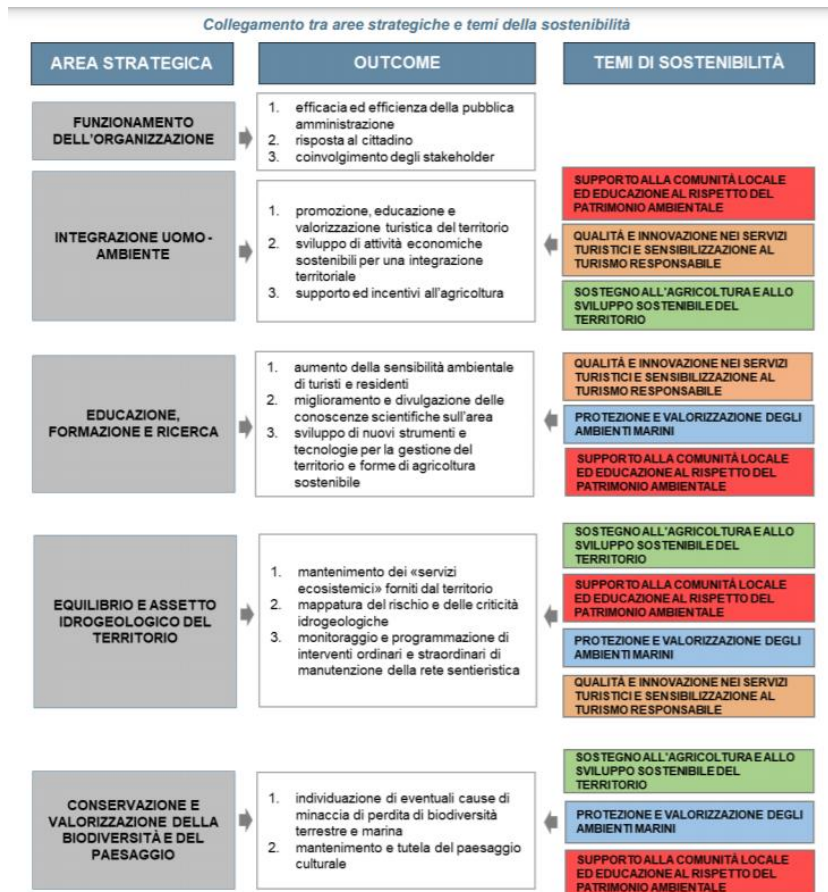 Collegamento tra aree strategiche e temi della sostenibilità
AREA STRATEGICA
OUTCOME
TEMI DI SOSTENIBILITÀ
FUNZIONAMENTO
DELL'ORGANIZZAZIONE
1. efficacia ed efficienza della pubblica
amministrazione
2. risposta al cittadino
3. coinvolgimento degli stakeholder
INTEGRAZIONE UOMO -
AMBIENTE
1. promozione, educazione e
valorizzazione turistica del territorio
2. sviluppo di attività economiche
sostenibili per una integrazione
territoriale
3. supporto ed incentivi all'agricoltura
SUPPORTO ALLA COMUNITÀ LOCALE
ED EDUCAZIONE AL RISPETTO DEL
PATRIMONIO AMBIENTALE
QUALITÀ E INNOVAZIONE NEI SERVIZI
TURISTICI E SENSIBILIZZAZIONE AL
TURISMO RESPONSABILE
SOSTEGNO ALL'AGRICOLTURA E ALLO
SVILUPPO SOSTENIBILE DEL
TERRITORIO
EDUCAZIONE,
FORMAZIONE E RICERCA
1. aumento della sensibilità ambientale
di turisti e residenti
2. miglioramento e divulgazione delle
conoscenze scientifiche sull'area
3. sviluppo di nuovi strumenti e
tecnologie per la gestione del
territorio e forme di agricoltura
sostenibile
QUALITÀ E INNOVAZIONE NEI SERVIZI
TURISTICI E SENSIBILIZZAZIONE AL
TURISMO RESPONSABILE
PROTEZIONE E VALORIZZAZIONE DEGLI
AMBIENTI MARINI
SUPPORTO ALLA COMUNITÀ LOCALE
ED EDUCAZIONE AL RISPETTO DEL
PATRIMONIO AMBIENTALE
EQUILIBRIO E ASSETTO
IDROGEOLOGICO DEL
TERRITORIO
1. mantenimento dei «servizi
ecosistemici» forniti dal territorio
2. mappatura del rischio e delle criticità
idrogeologiche
3. monitoraggio e programmazione di
interventi ordinari e straordinari di
manutenzione della rete sentieristica
SOSTEGNO ALL'AGRICOLTURA E ALLO
SVILUPPO SOSTENIBILE DEL
TERRITORIO
SUPPORTO ALLA COMUNITÀ LOCALE
ED EDUCAZIONE AL RISPETTO DEL
PATRIMONIO AMBIENTALE
PROTEZIONE E VALORIZZAZIONE DEGLI
AMBIENTI MARINI
QUALITÀ E INNOVAZIONE NEI SERVIZI
TURISTICI E SENSIBILIZZAZIONE AL
TURISMO RESPONSABILE
CONSERVAZIONE E
VALORIZZAZIONE DELLA
BIODIVERSITÀ E DEL
PAESAGGIO
1. individuazione di eventuali cause di
minaccia di perdita di biodiversità
terrestre e marina
2. mantenimento e tutela del paesaggio
culturale
SOSTEGNO ALL'AGRICOLTURA E ALLO
SVILUPPO SOSTENIBILE DEL
TERRITORIO
PROTEZIONE E VALORIZZAZIONE DEGLI
AMBIENTI MARINI
SUPPORTO ALLA COMUNITÀ LOCALE
ED EDUCAZIONE AL RISPETTO DEL
PATRIMONIO AMBIENTALE